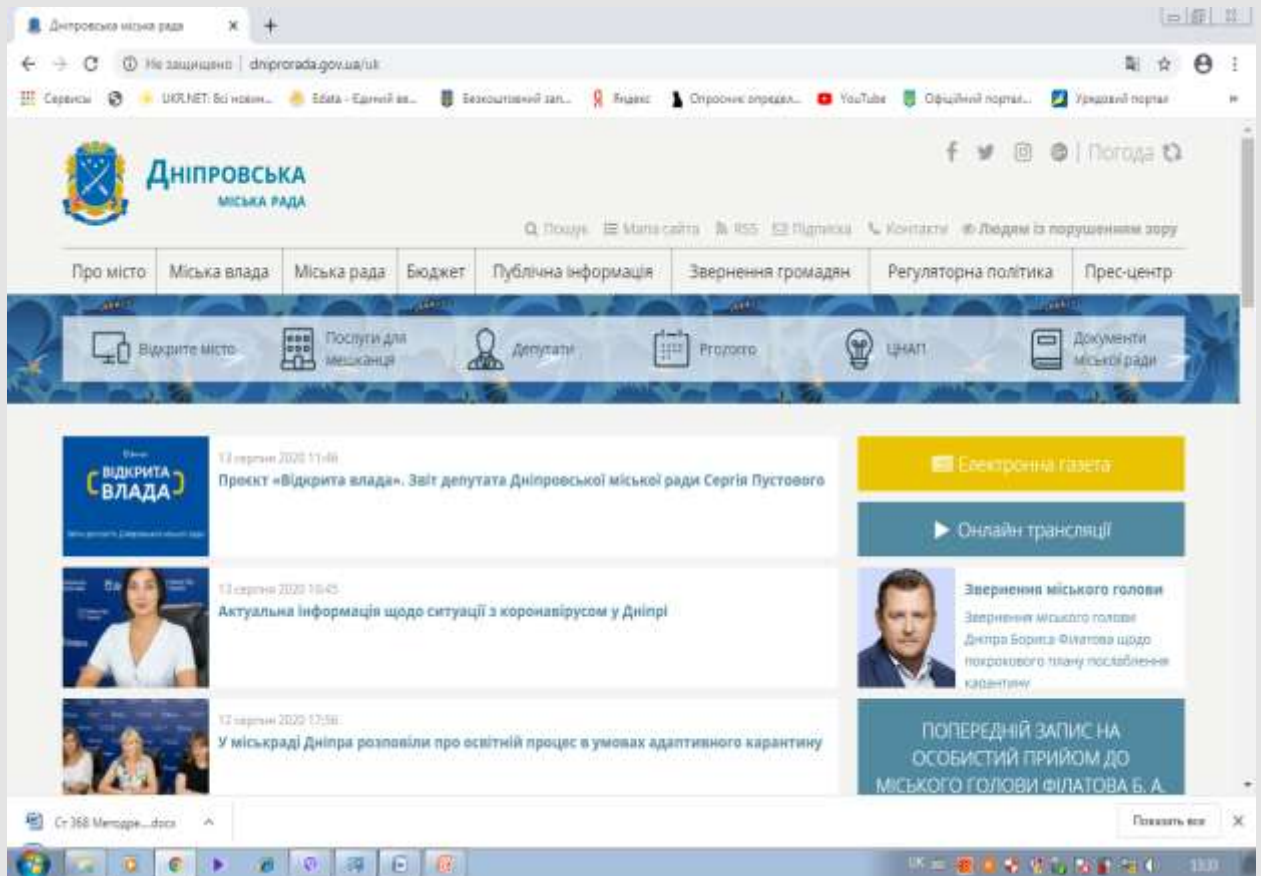 Дніпровська міська рада
Не защищено | dniprorada.gov.ua/uk
Сервисы
UKR.NET: Всі новин...
Edata - Єдиний ве...
Безкоштовний зап...
Яндекс
Опросник определ...
YouTube
Офіційний портал...
Урядовий портал
ДНІПРОВСЬКА
МІСЬКА РАДА
Погода
Пошук Мапа сайта RSS Підписка Контакти Людям із порушенням зору
Про місто Міська влада Міська рада Бюджет Публічна інформація Звернення громадян Регуляторна політика Прес-центр
Відкрите місто
Послуги для
мешканця
Депутати
Prozorro
ЦНАП
Документи
міської ради
ВІДКРИТА
ВЛАДА
13 серпня 2020 11:46
Проєкт «Відкрита влада». Звіт депутата Дніпровської міської ради Сергія Пустового
13 серпня 2020 10:45
Актуальна інформація щодо ситуації з коронавірусом у Дніпрі
12 серпня 2020 17:56
У міськраді Дніпра розповіли про освітній процес в умовах адаптивного карантину
Електронна газета
Онлайн трансляції
Звернення міського голови
Звернення міського голови
Дніпра Бориса Філатова щодо
покрокового плану послаблення
карантину
ПОПЕРЕДНІЙ ЗАПИС НА
ОСОБИСТИЙ ПРИЙОМ ДО
МІСЬКОГО ГОЛОВИ ФІЛАТОВА Б. А.
Показать все
UK